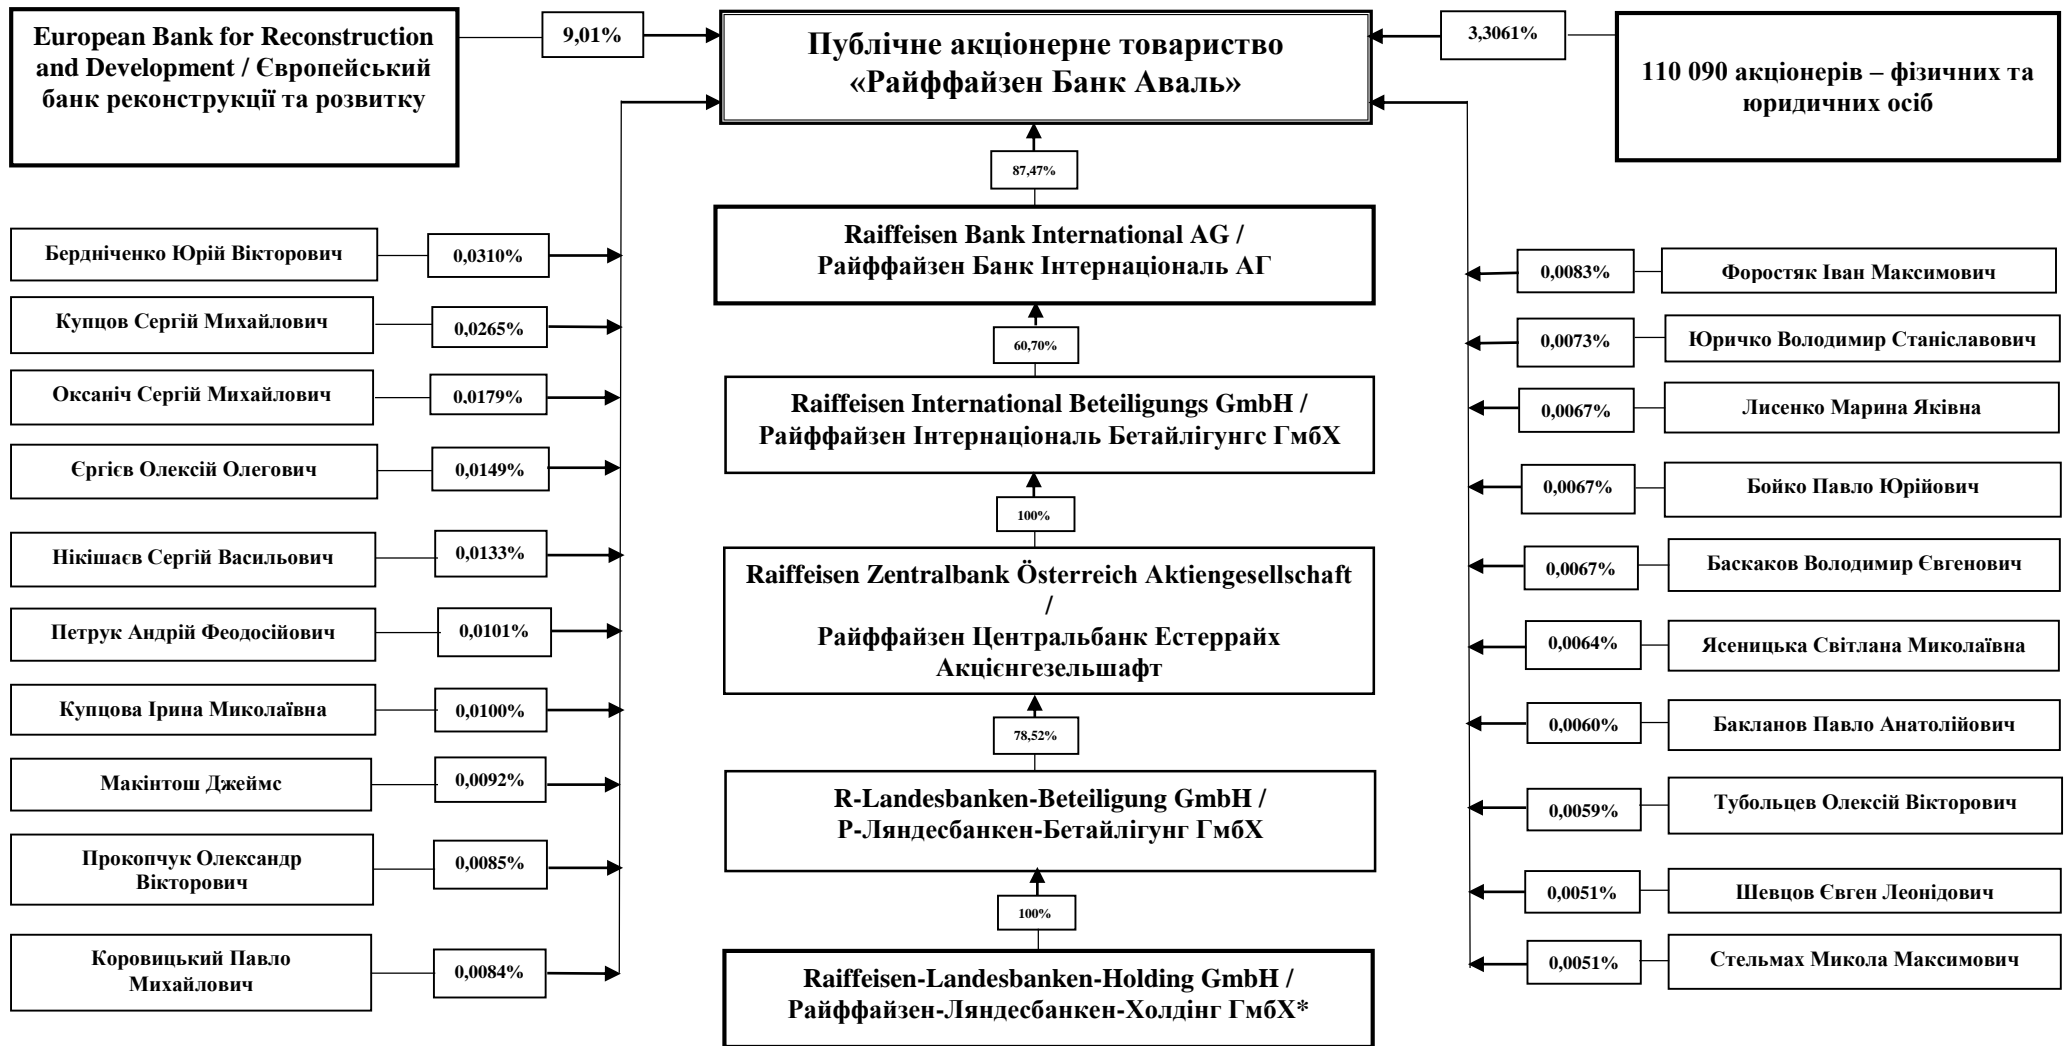 European Bank for Reconstruction
and Development / Європейський
банк реконструкції та розвитку
9,01%
Публічне акціонерне товариство
«Райффайзен Банк Аваль»
3,3061%
110 090 акціонерів – фізичних та
юридичних осіб
87,47%
Raiffeisen Bank International AG /
Райффайзен Банк Інтернаціональ АГ
60,70%
Raiffeisen International Beteiligungs GmbH /
Райффайзен Інтернаціональ Бетайлігунгс ГмбХ
100%
Raiffeisen Zentralbank Österreich Aktiengesellschaft
/
Райффайзен Центральбанк Естеррайх
Акцієнгезельшафт
78,52%
R-Landesbanken-Beteiligung GmbH /
Р-Ляндесбанкен-Бетайлігунг ГмбХ
100%
Raiffeisen-Landesbanken-Holding GmbH /
Райффайзен-Ляндесбанкен-Холдінг ГмбХ*
Бердніченко Юрій Вікторович
0,0310%
Купцов Сергій Михайлович
0,0265%
Оксаніч Сергій Михайлович
0,0179%
Єргієв Олексій Олегович
0,0149%
Нікішаєв Сергій Васильович
0,0133%
Петрук Андрій Феодосійович
0,0101%
Купцова Ірина Миколаївна
0,0100%
Макінтош Джеймс
0,0092%
Прокопчук Олександр
Вікторович
0,0085%
Коровицький Павло
Михайлович
0,0084%
0,0083%
Форостяк Іван Максимович
0,0073%
Юричко Володимир Станіславович
0,0067%
Лисенко Марина Яківна
0,0067%
Бойко Павло Юрійович
0,0067%
Баскаков Володимир Євгенович
0,0064%
Ясеницька Світлана Миколаївна
0,0060%
Бакланов Павло Анатолійович
0,0059%
Тубольцев Олексій Вікторович
0,0051%
Шевцов Євген Леонідович
0,0051%
Стельмах Микола Максимович